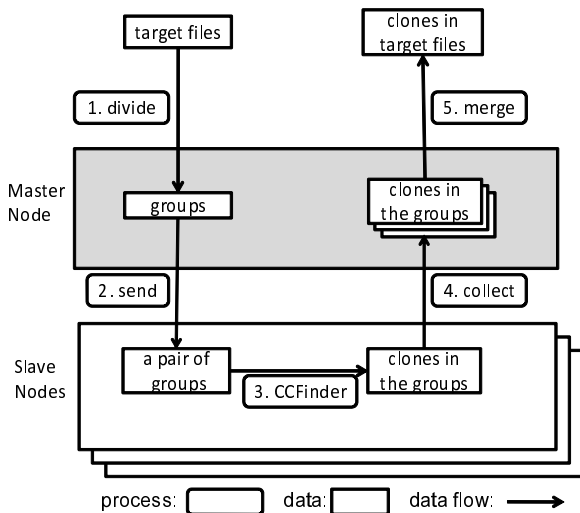 target files
clones in
target files
1. divide
5. merge
Master
Node
groups
clones in
the groups
2. send
4. collect
Slave
Nodes
a pair of
groups
clones in
the groups
3. CCFinder
process:
data:
data flow: